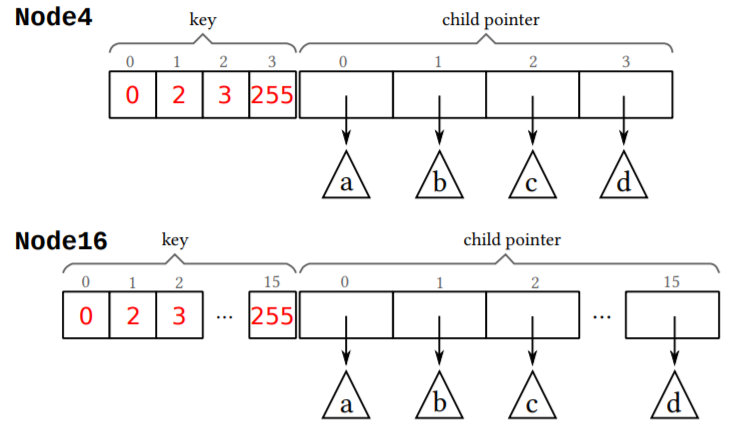 Node4
key child pointer
0 1 2 3 0 1 2 3
0 2 3 255
a b c d
Node16
key child pointer
0 1 2 15 0 1 2 15
0 2 3 ... 255 ...
a b c d